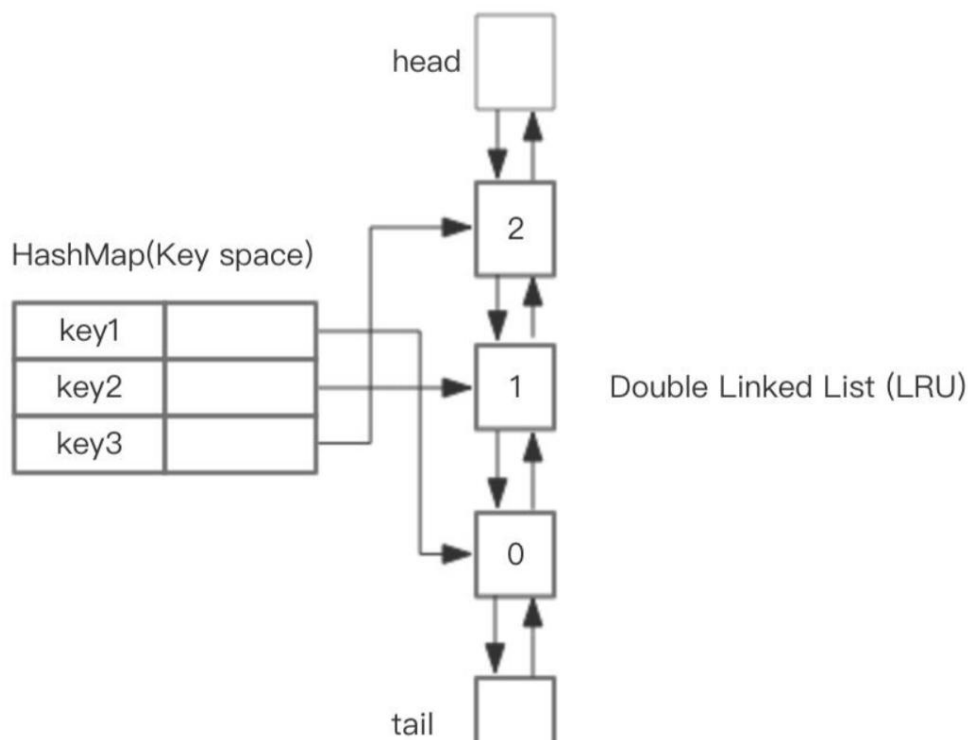 head
2
HashMap(Key space)
key1
key2
1
Double Linked List (LRU)
key3
0
tail